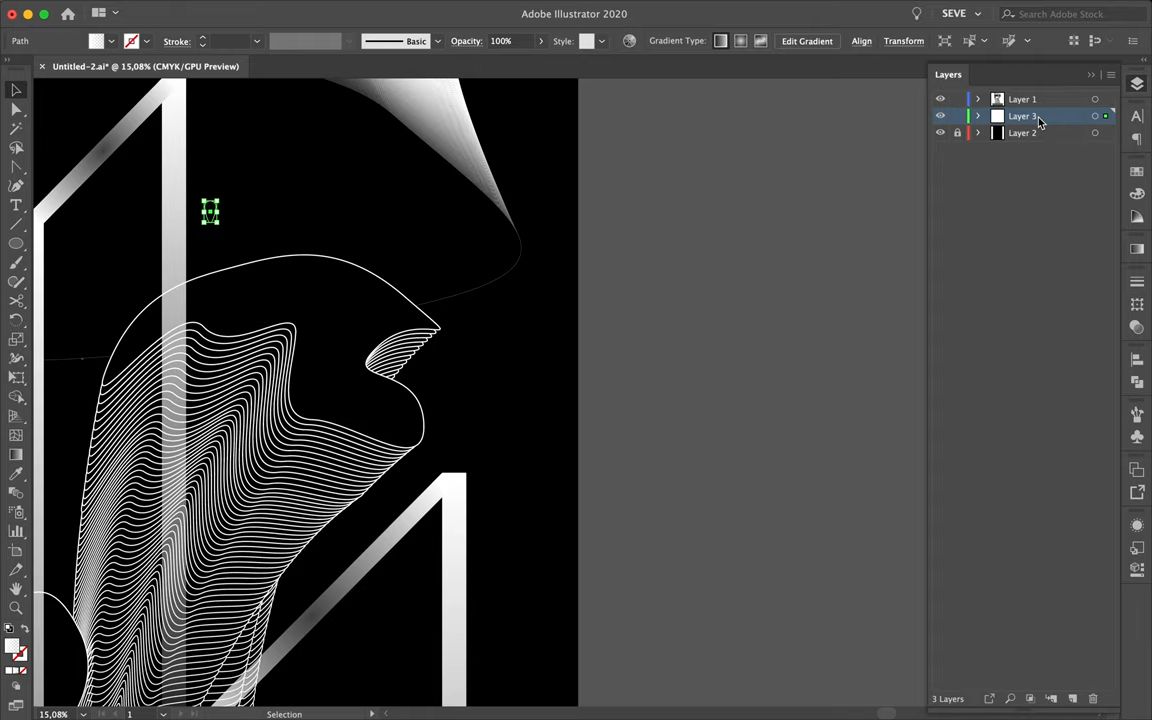 Adobe Illustrator 2020
SEVE
Search Adobe Stock
Path
Stroke:
Basic
Opacity:
100%
Style:
Gradient Type:
Edit Gradient
Align
Transform
× Untitled-2.ai* @ 15,08% (CMYK/GPU Preview)
Layers
Layer 1
Layer 3
Layer 2
3 Layers
15,08%
1
Selection